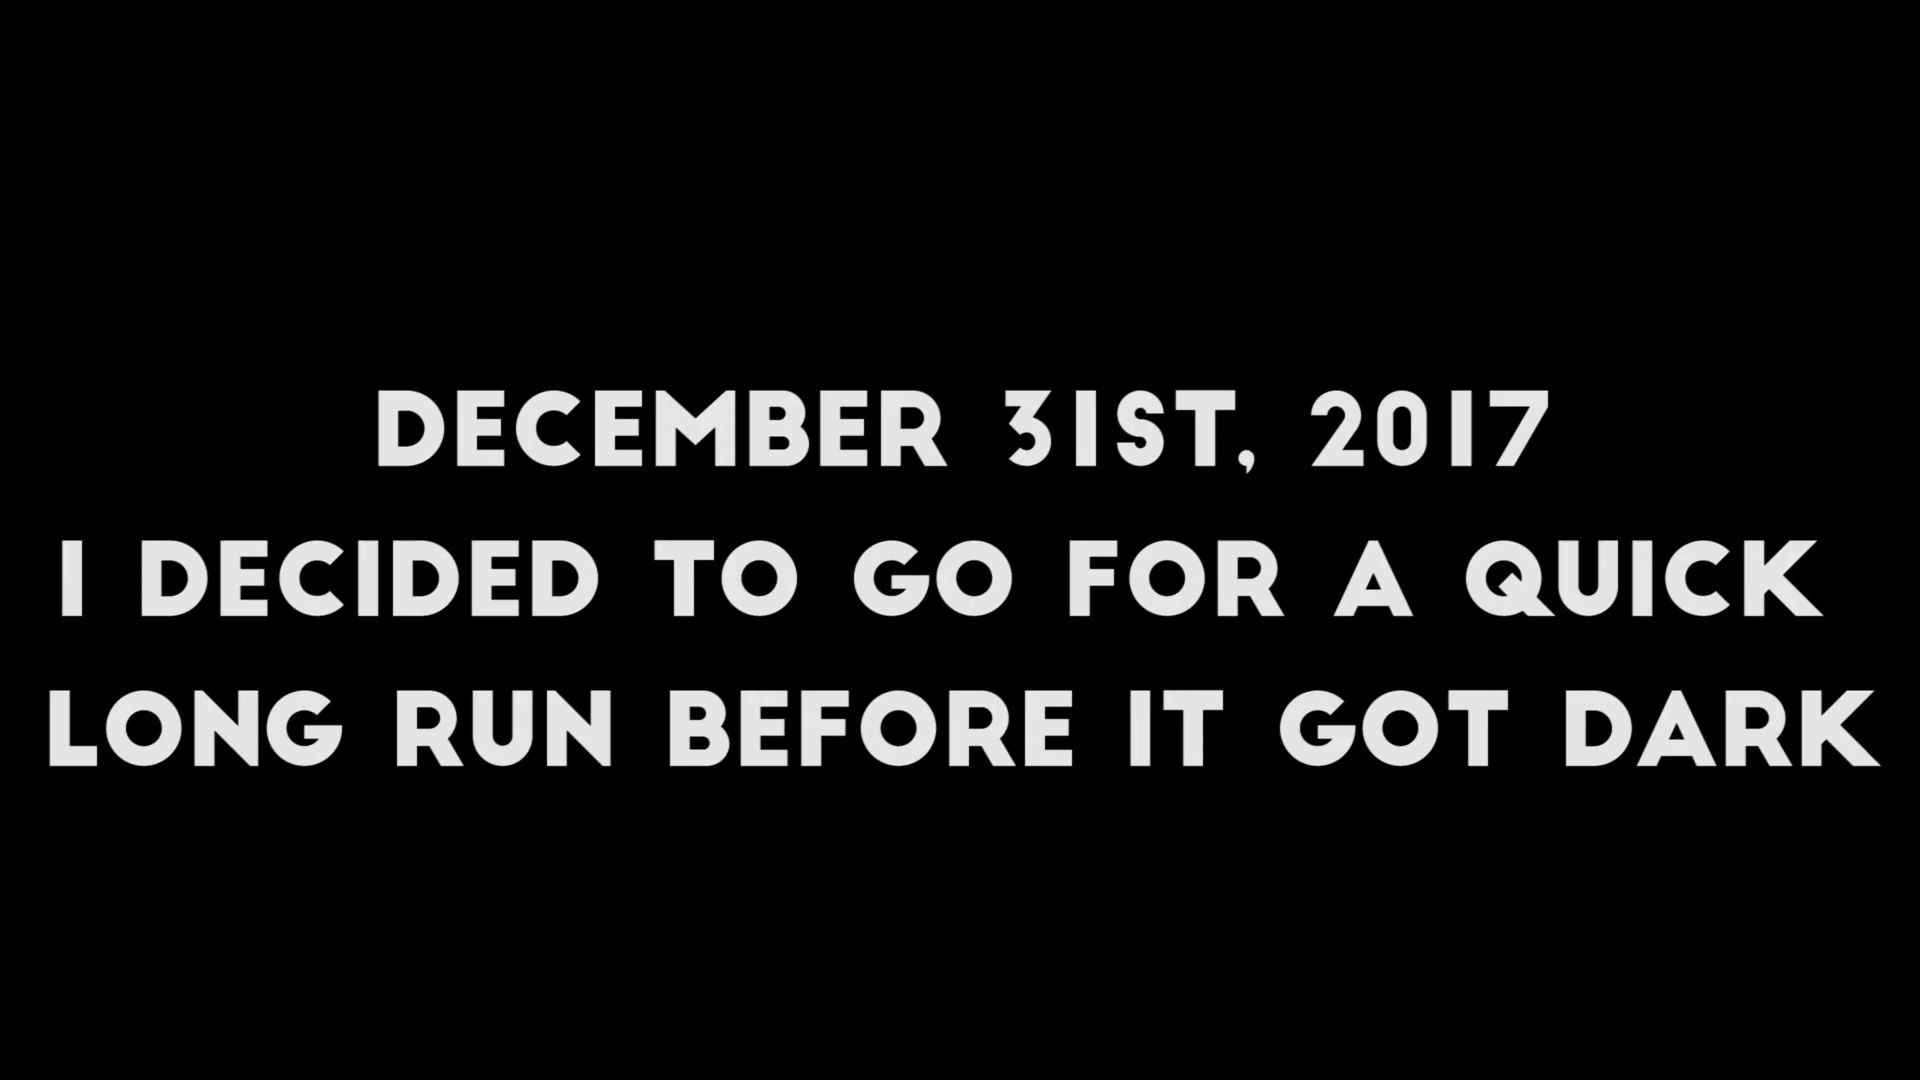 DECEMBER 31ST, 2017
I DECIDED TO GO FOR A QUICK
LONG RUN BEFORE IT GOT DARK